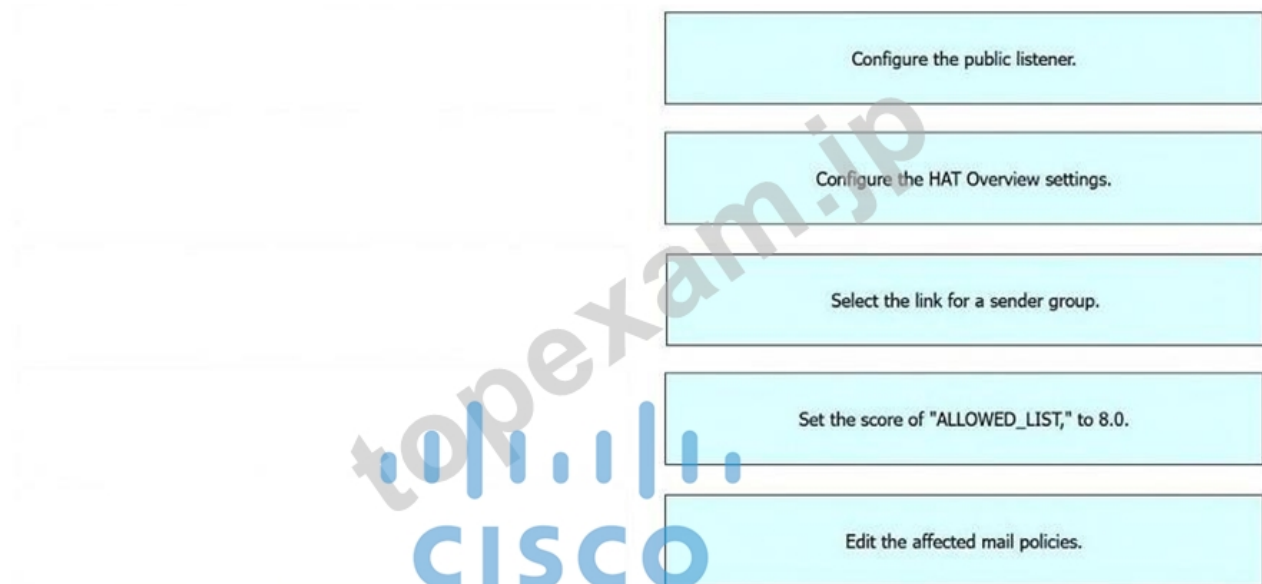 Configure the public listener.
Configure the HAT Overview settings.
Select the link for a sender group.
Set the score of "ALLOWED_LIST," to 8.0.
Edit the affected mail policies.
topexam.jp
CISCO